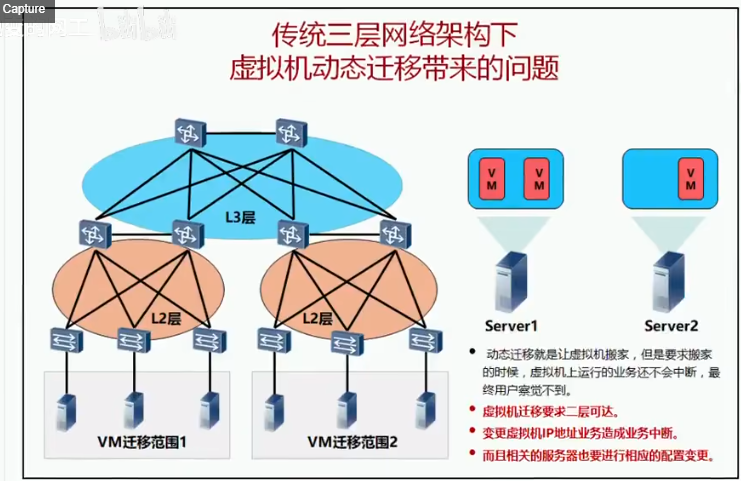 Capture
传统三层网络架构下
虚拟机动态迁移带来的问题
L3层
L2层
L2层
VM迁移范围1
VM迁移范围2
VM
VM
VM
Server1
Server2
• 动态迁移就是让虚拟机搬家，但是要求搬家
的时候，虚拟机上运行的业务还不会中断，最
终用户察觉不到。
• 虚拟机迁移要求二层可达。
• 变更虚拟机IP地址业务造成业务中断。
• 而且相关的服务器也要进行相应的配置变更。